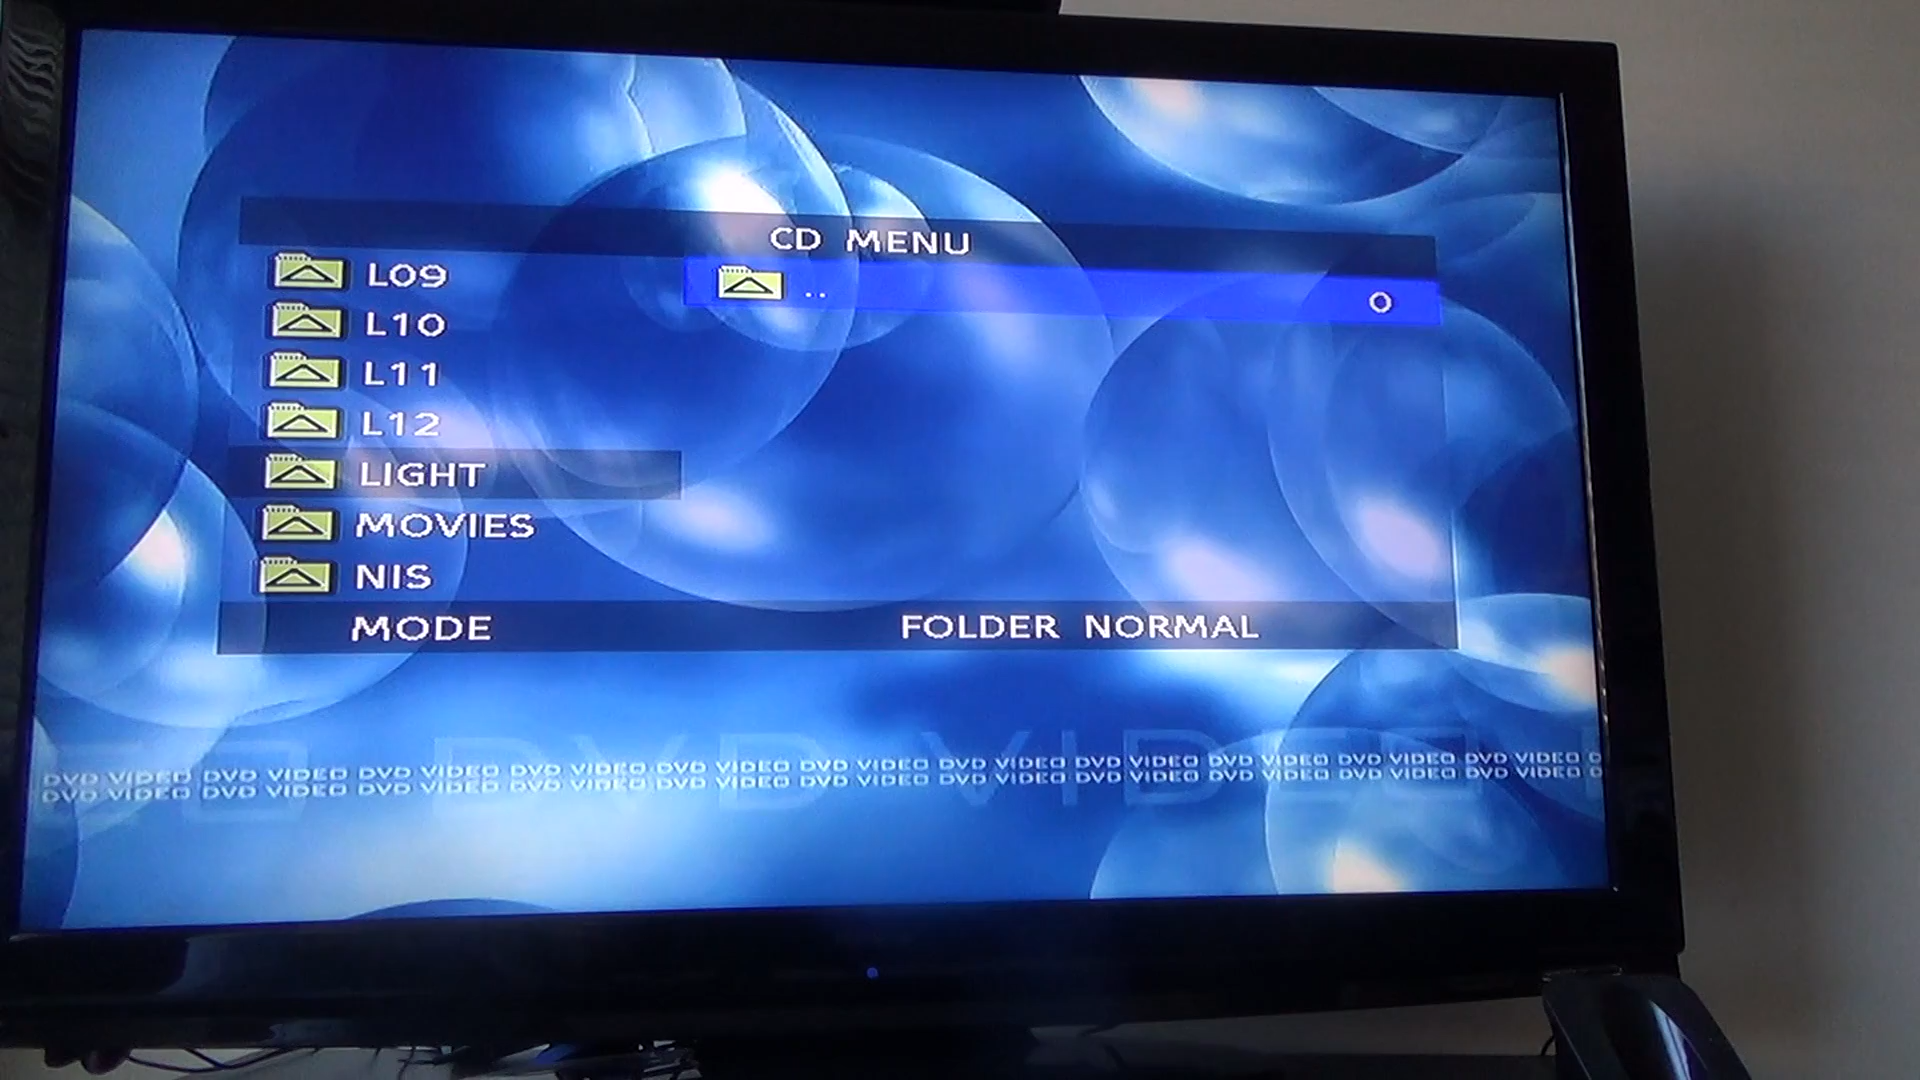 CD MENU
L09
.. 0
L10
L11
L12
LIGHT
MOVIES
NIS
MODE FOLDER NORMAL
DVD VIDEO
DVD VIDEO DVD VIDEO DVD VIDEO DVD VIDEO DVD VIDEO DVD VIDEO DVD VIDEO DVD VIDEO DVD VIDEO DVD VIDEO D
DVD VIDEO DVD VIDEO DVD VIDEO DVD VIDEO DVD VIDEO DVD VIDEO DVD VIDEO DVD VIDEO DVD VIDEO DVD VIDEO D